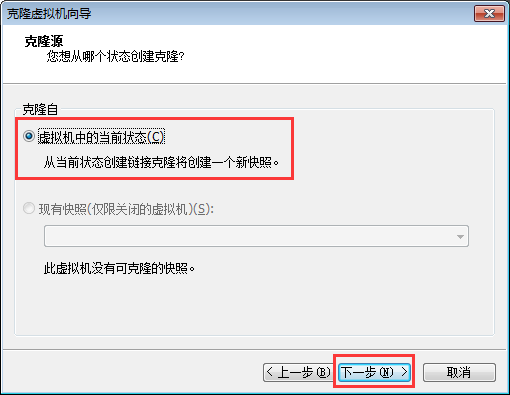 克隆虚拟机向导
克隆源
您想从哪个状态创建克隆?
克隆自
虚拟机中的当前状态(C)
从当前状态创建链接克隆将创建一个新快照。
现有快照(仅限关闭的虚拟机)(S):
此虚拟机没有可克隆的快照。
< 上一步(B) 下一步(N) > 取消